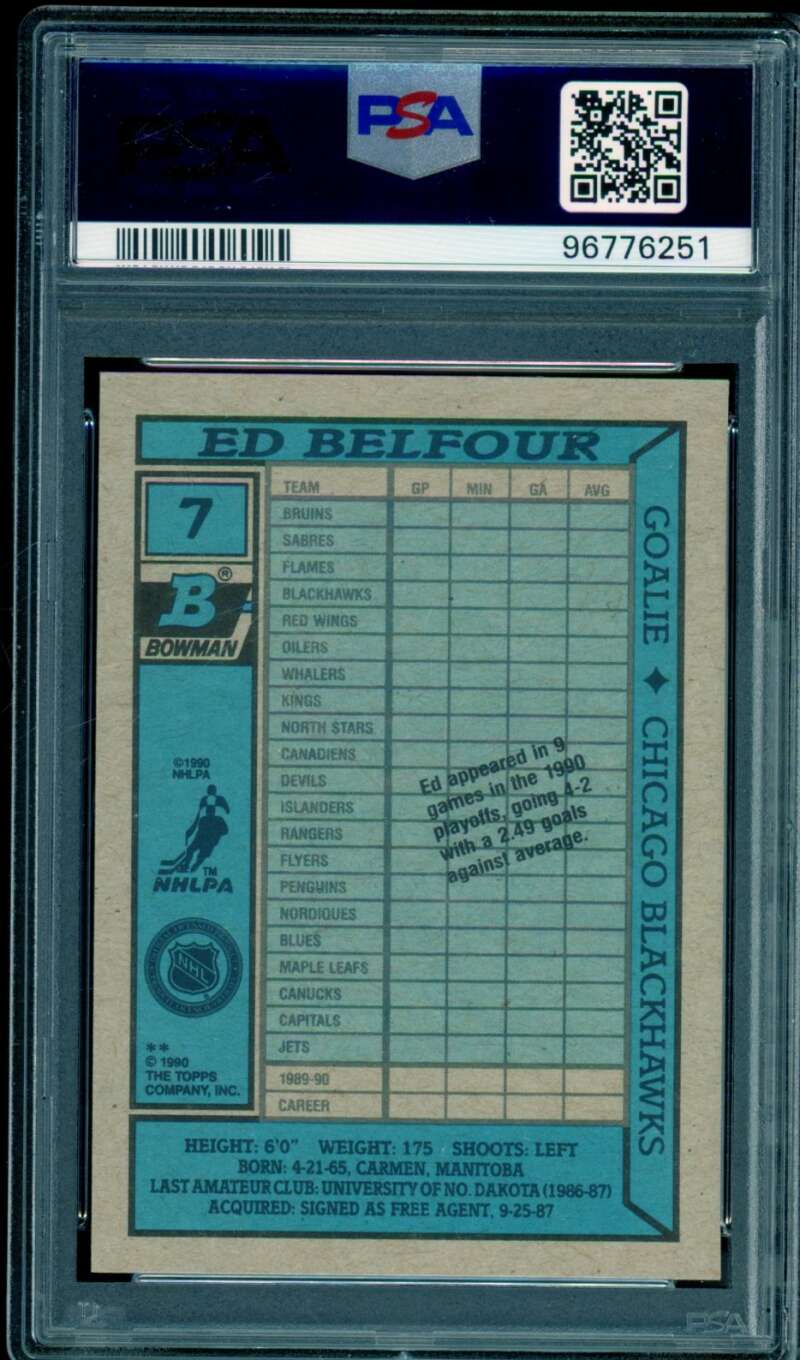 PSA
PSA
96776251
ED BELFOUR
7
B®
BOWMAN
©1990
NHLPA
TM
NHLPA
NHL
**
© 1990
THE TOPPS
COMPANY, INC.
TEAM GP MIN GA AVG
BRUINS
SABRES
FLAMES
BLACKHAWKS
RED WINGS
OILERS
WHALERS
KINGS
NORTH STARS
CANADIENS
DEVILS
ISLANDERS
RANGERS
FLYERS
PENGUINS
NORDIQUES
BLUES
MAPLE LEAFS
CANUCKS
CAPITALS
JETS
1989-90
CAREER
Ed appeared in 9
games in the 1990
playoffs, going 4-2
with a 2.49 goals
against average.
GOALIE ♦ CHICAGO BLACKHAWKS
HEIGHT: 6'0" WEIGHT: 175 SHOOTS: LEFT
BORN: 4-21-65, CARMEN, MANITOBA
LAST AMATEUR CLUB: UNIVERSITY OF NO. DAKOTA (1986-87)
ACQUIRED: SIGNED AS FREE AGENT, 9-25-87
PSA